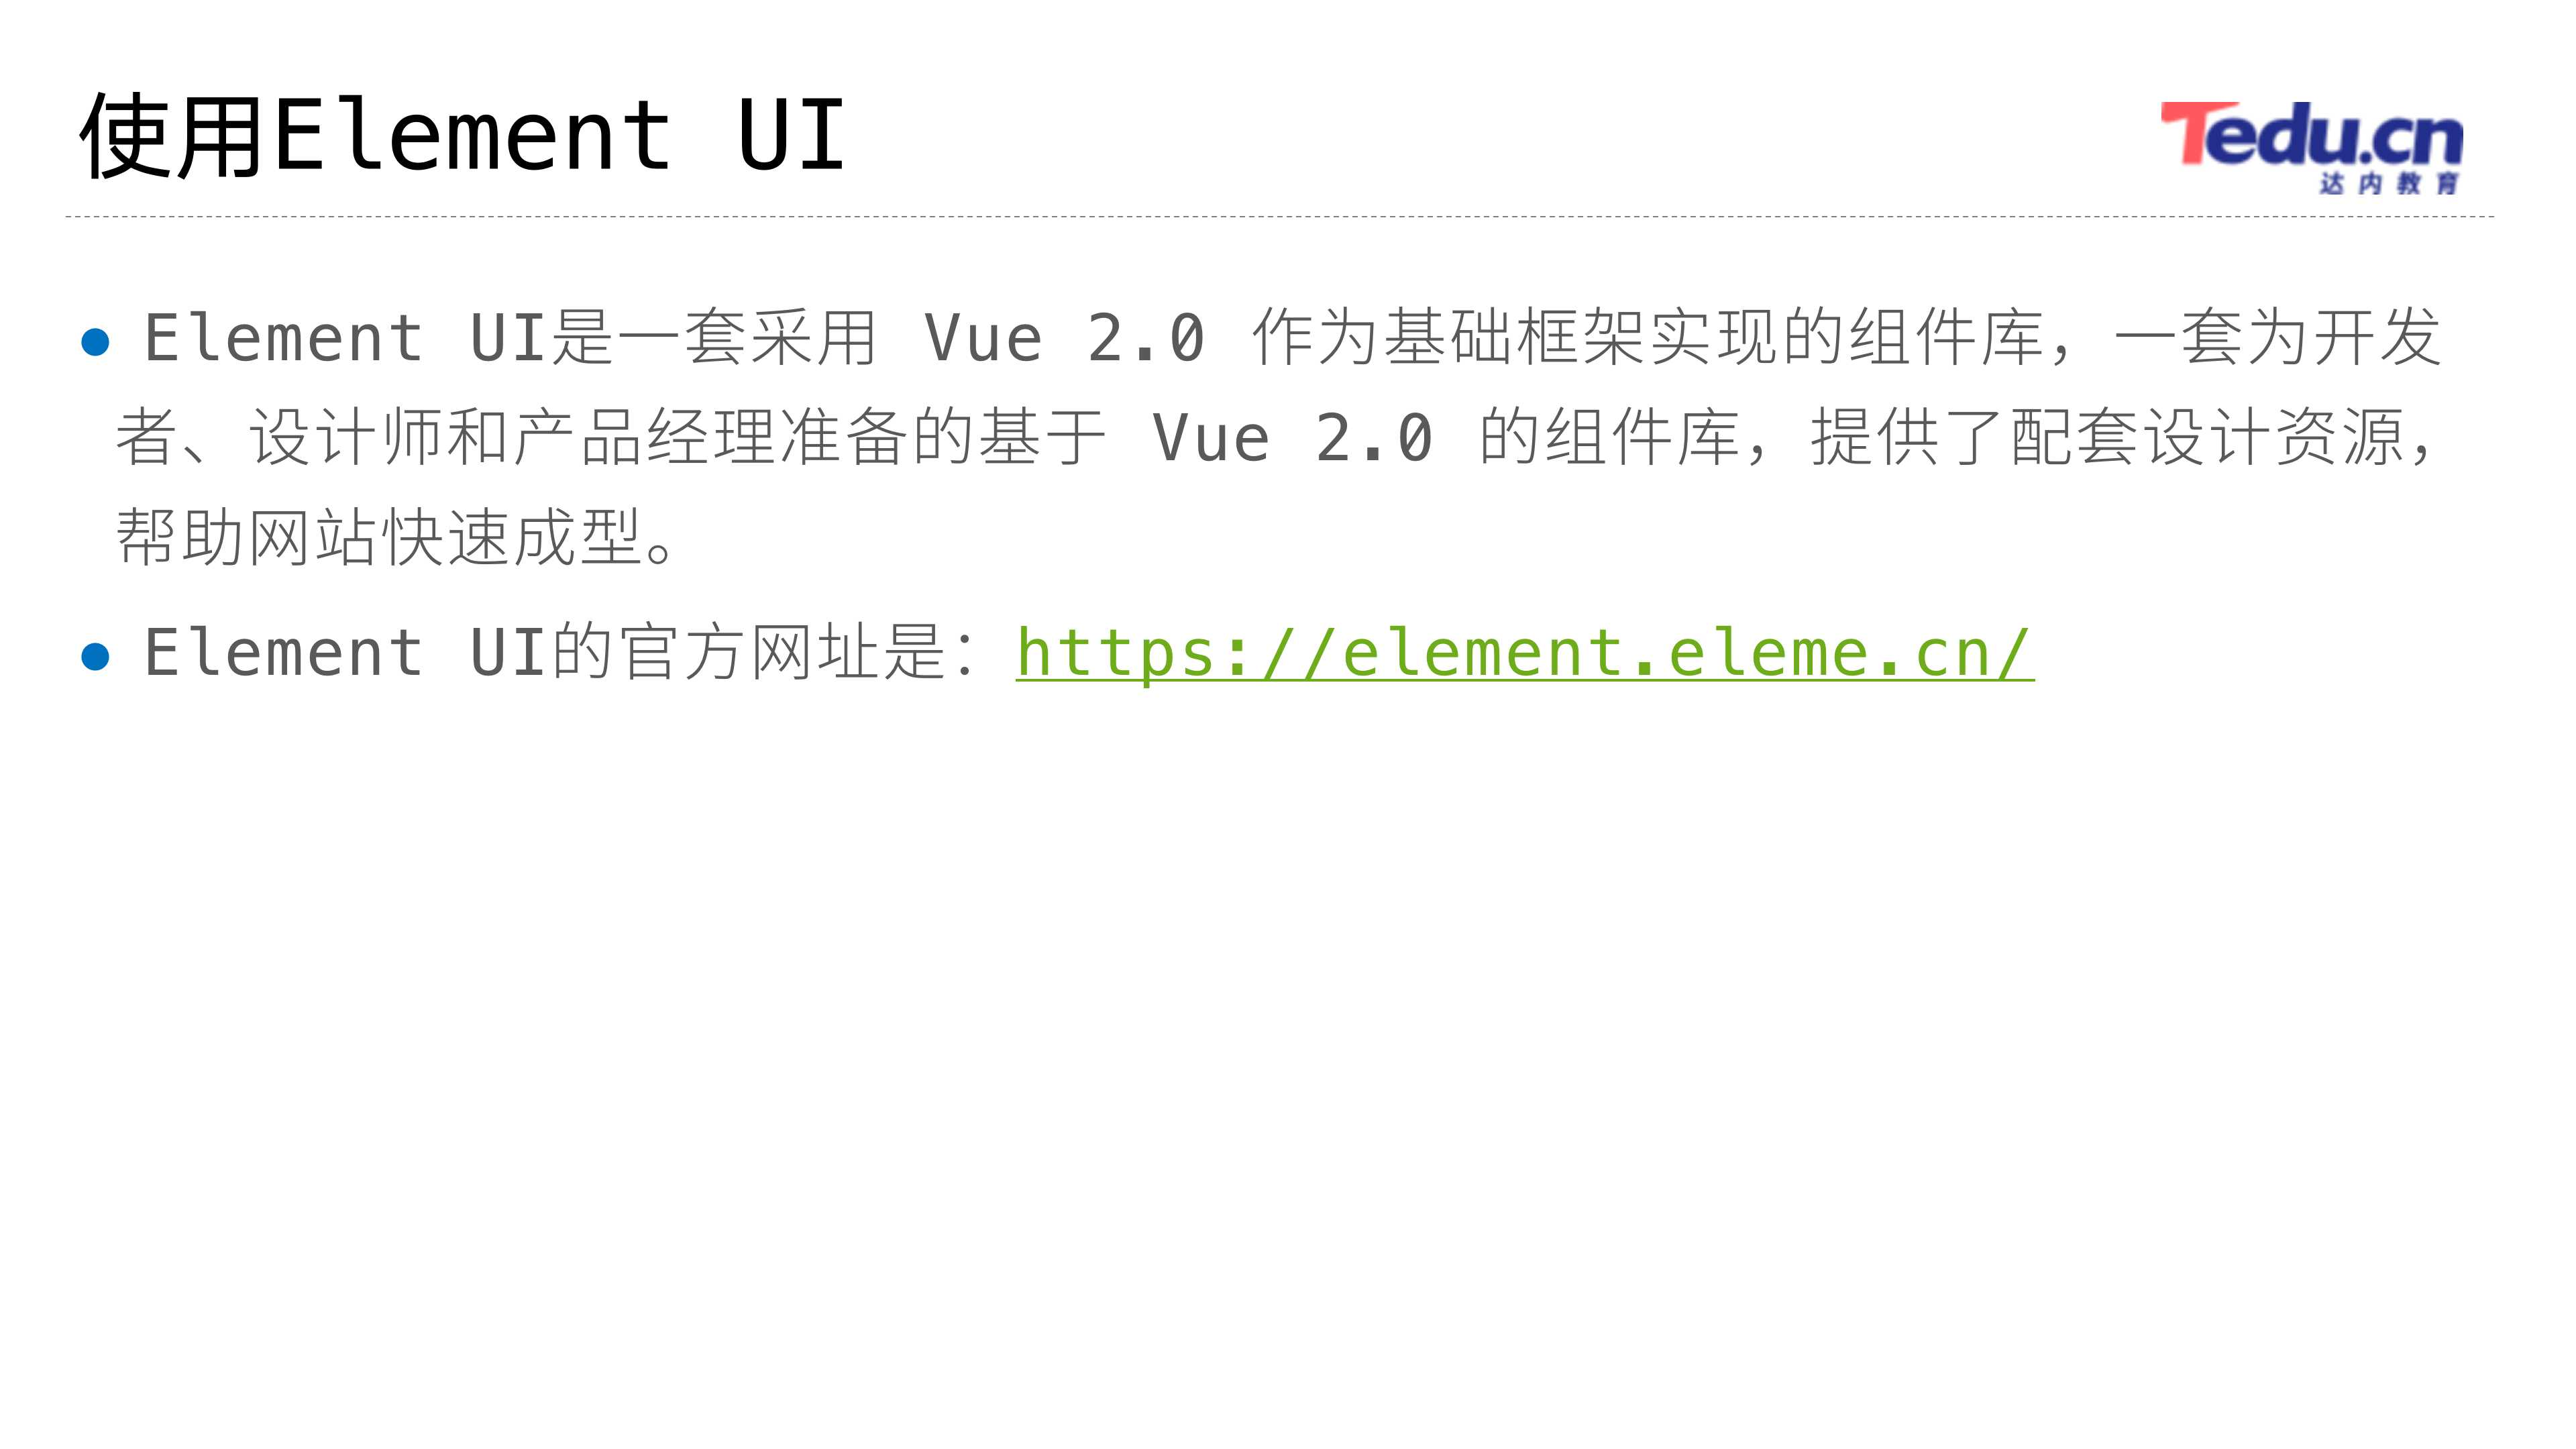 使用Element UI
Tedu.cn
达内教育
● Element UI是一套采用 Vue 2.0 作为基础框架实现的组件库，一套为开发
者、设计师和产品经理准备的基于 Vue 2.0 的组件库，提供了配套设计资源，
帮助网站快速成型。
● Element UI的官方网址是：https://element.eleme.cn/